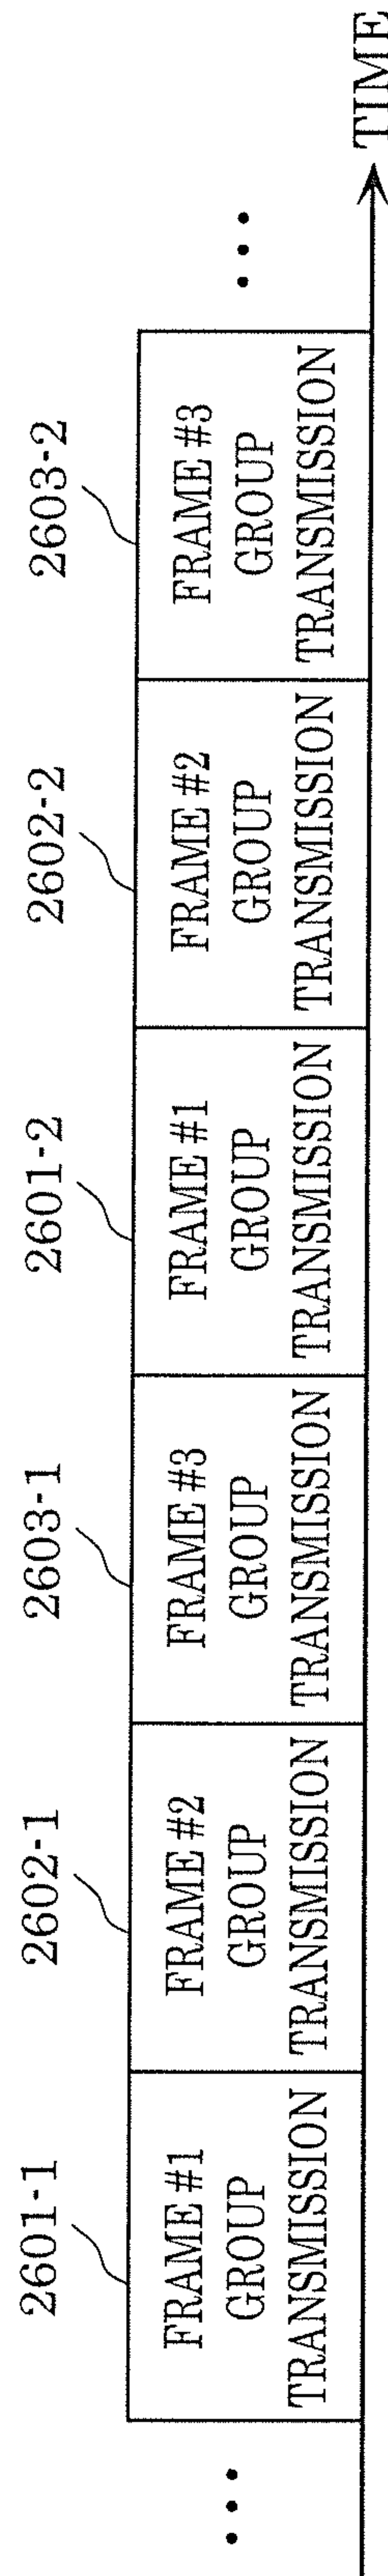 2601-1
2602-1
2603-1
2601-2
2602-2
2603-2
... 
FRAME #1
GROUP
TRANSMISSION
FRAME #2
GROUP
TRANSMISSION
FRAME #3
GROUP
TRANSMISSION
FRAME #1
GROUP
TRANSMISSION
FRAME #2
GROUP
TRANSMISSION
FRAME #3
GROUP
TRANSMISSION
...
TIME